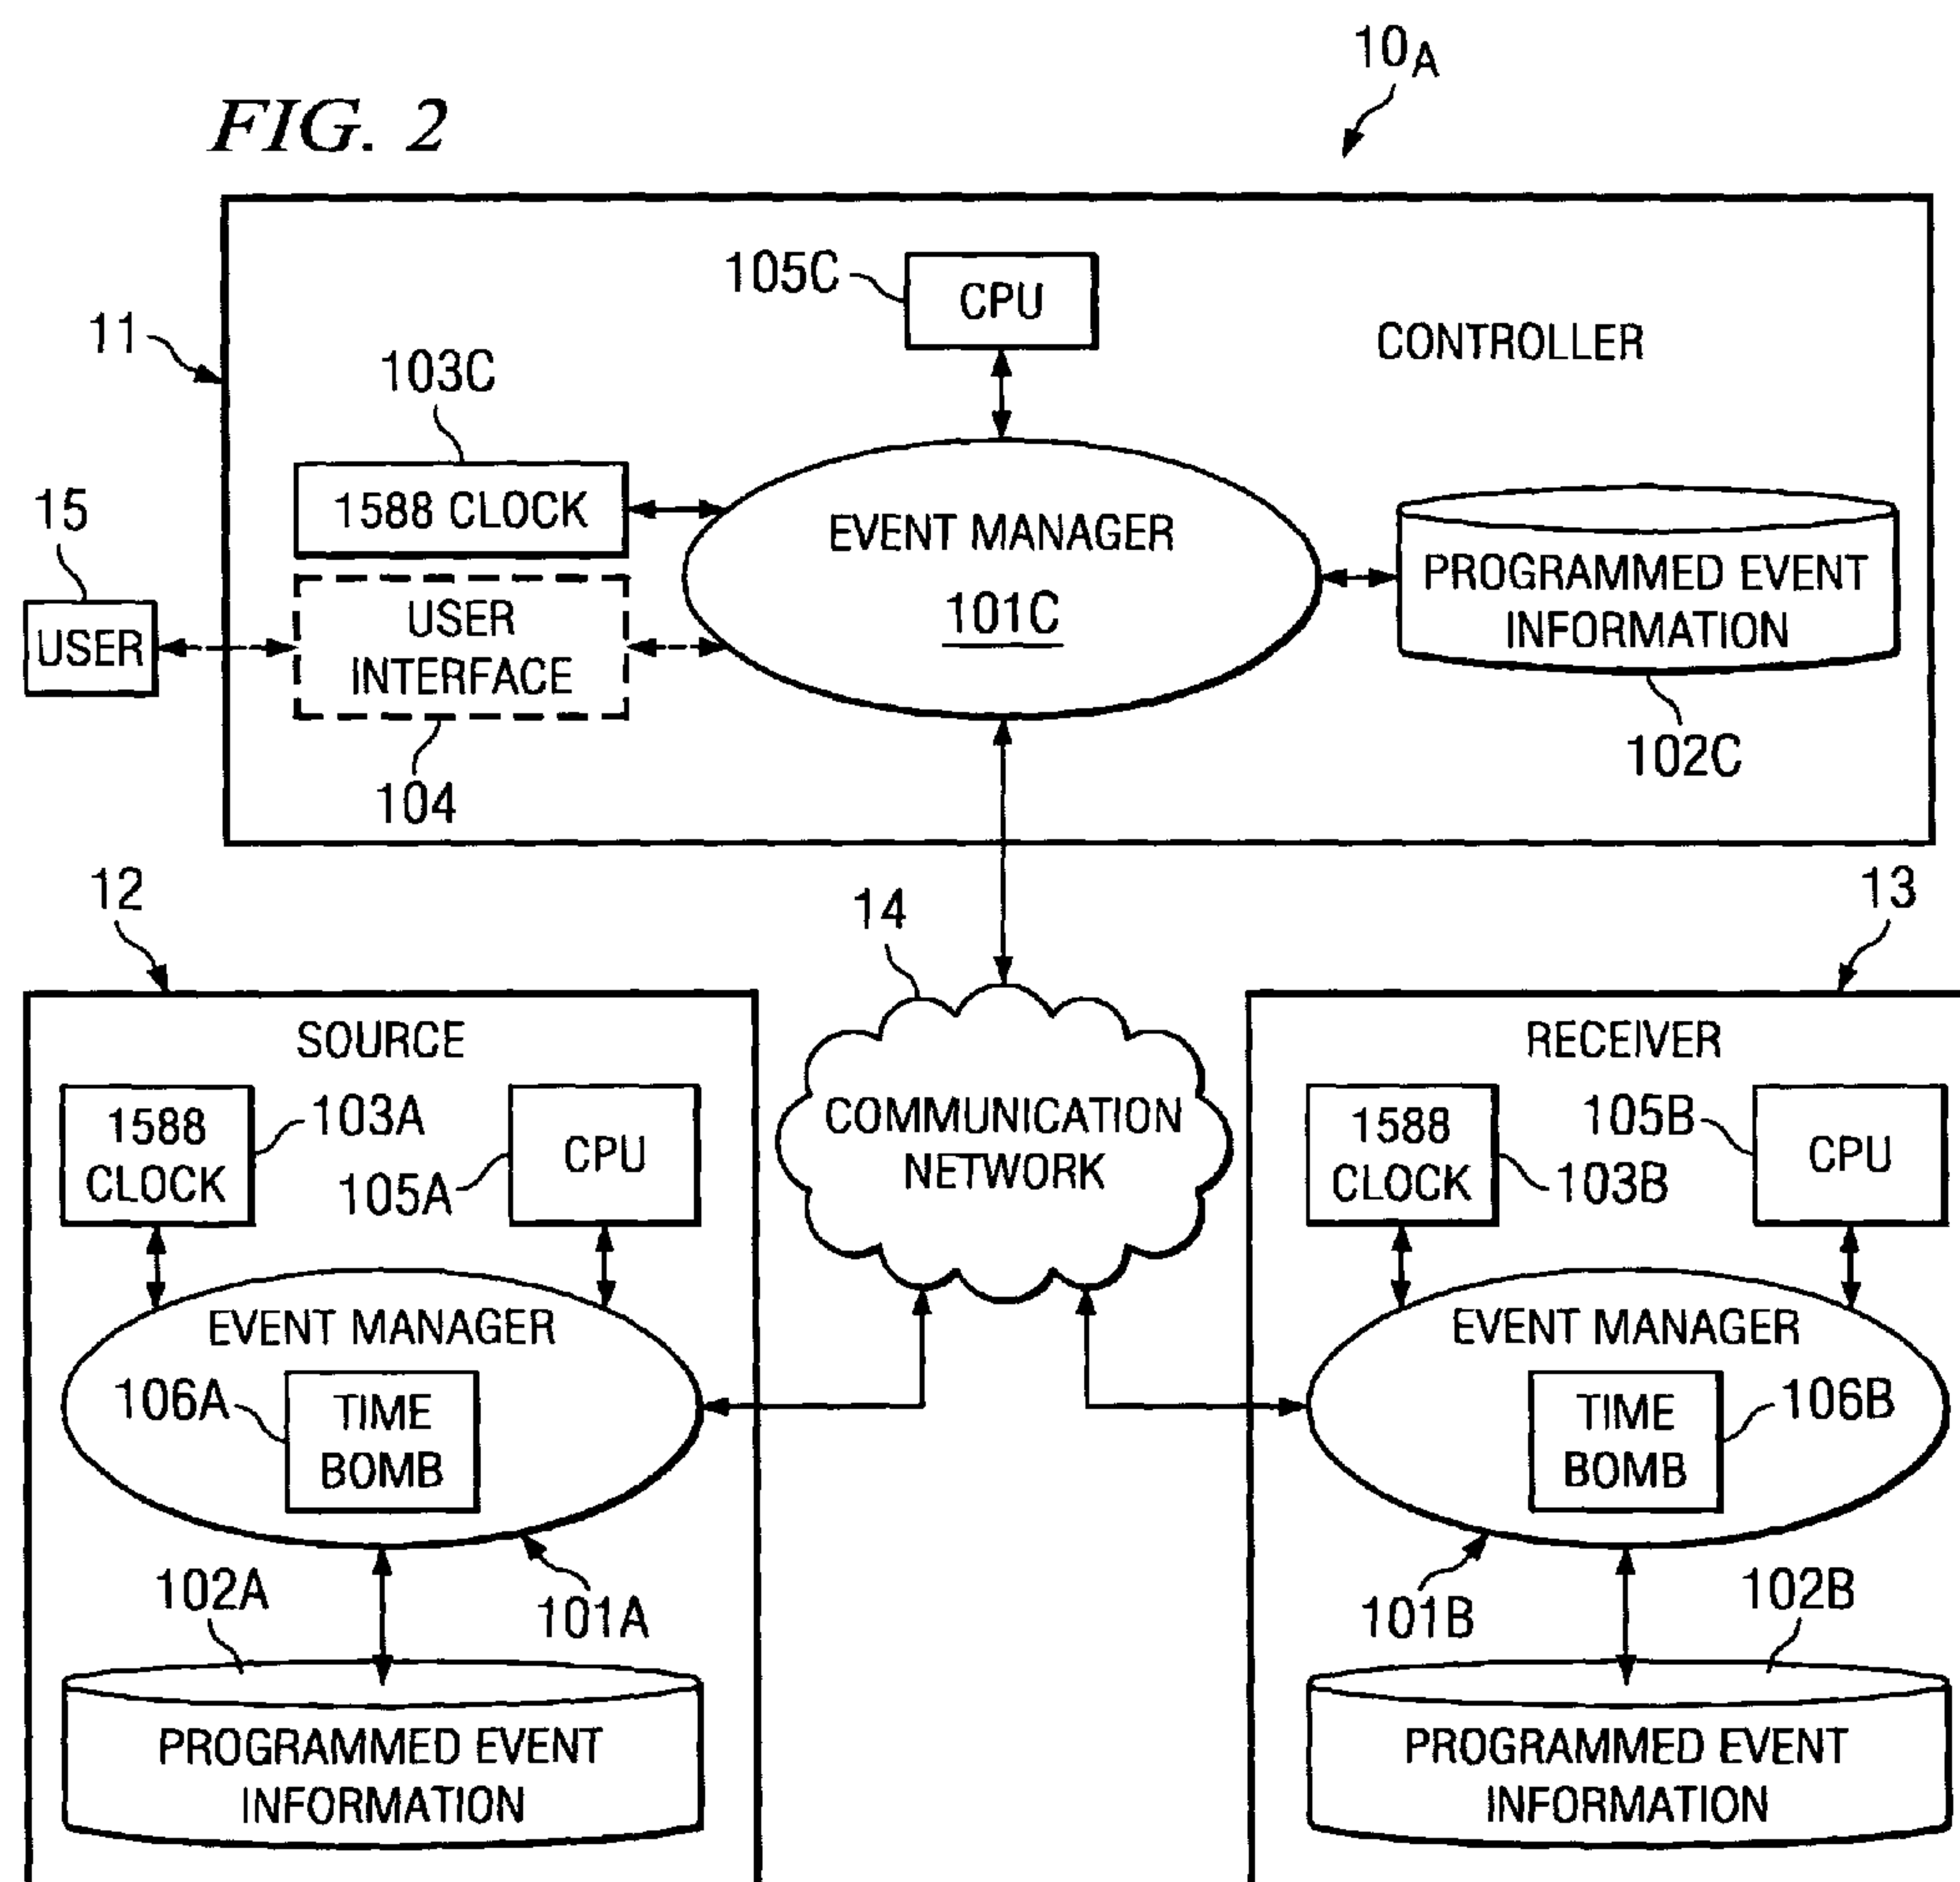 10A
FIG. 2
105C
CPU
CONTROLLER
11
103C
1588 CLOCK
15
USER
USER
INTERFACE
104
EVENT MANAGER
101C
PROGRAMMED EVENT
INFORMATION
102C
12
14
13
SOURCE
1588
CLOCK
103A
105A
CPU
COMMUNICATION
NETWORK
RECEIVER
1588
CLOCK
103B
105B
CPU
EVENT MANAGER
106A
TIME
BOMB
101A
EVENT MANAGER
TIME
BOMB
106B
101B
102A
PROGRAMMED EVENT
INFORMATION
102B
PROGRAMMED EVENT
INFORMATION